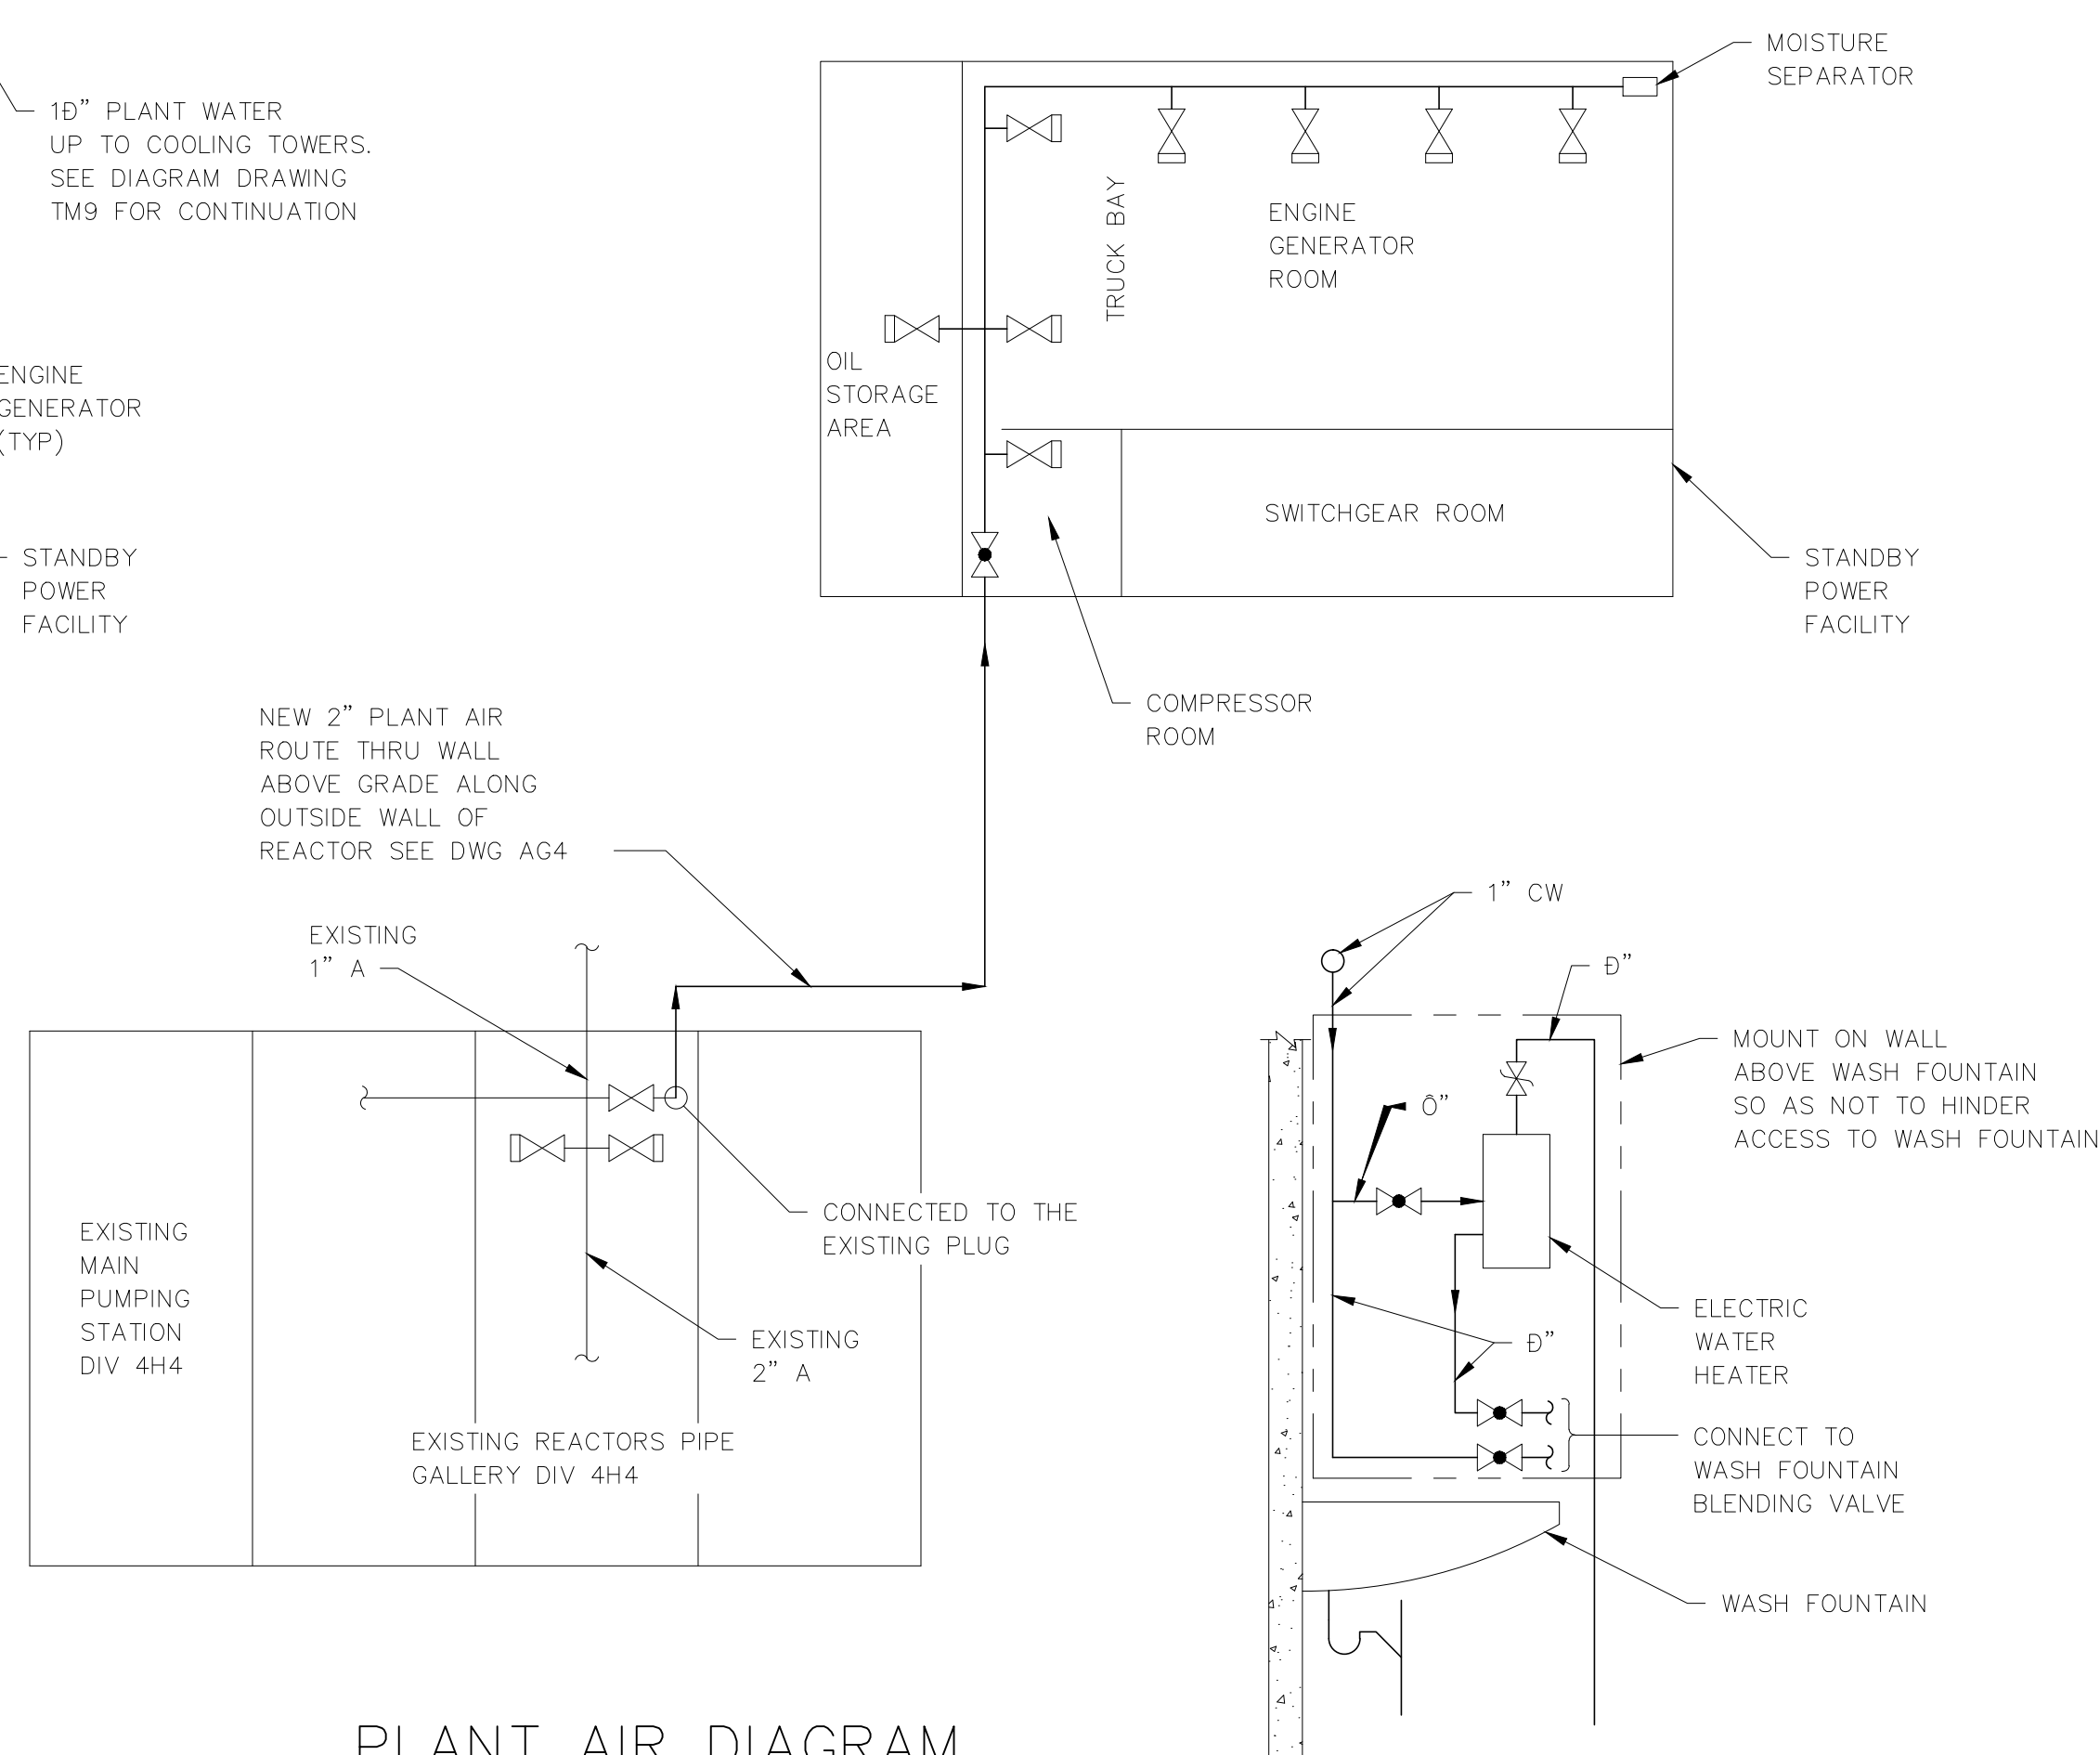 MOISTURE
SEPARATOR
1Đ” PLANT WATER
UP TO COOLING TOWERS.
SEE DIAGRAM DRAWING
TM9 FOR CONTINUATION
TRUCK BAY
ENGINE
GENERATOR
ROOM
OIL
STORAGE
AREA
ENGINE
GENERATOR
(TYP)
SWITCHGEAR ROOM
STANDBY
POWER
FACILITY
STANDBY
POWER
FACILITY
COMPRESSOR
ROOM
NEW 2” PLANT AIR
ROUTE THRU WALL
ABOVE GRADE ALONG
OUTSIDE WALL OF
REACTOR SEE DWG AG4
1” CW
EXISTING
1” A
Đ”
MOUNT ON WALL
ABOVE WASH FOUNTAIN
SO AS NOT TO HINDER
ACCESS TO WASH FOUNTAIN
Ô”
CONNECTED TO THE
EXISTING PLUG
EXISTING
MAIN
PUMPING
STATION
DIV 4H4
EXISTING
2” A
ELECTRIC
WATER
HEATER
Đ”
EXISTING REACTORS PIPE
GALLERY DIV 4H4
CONNECT TO
WASH FOUNTAIN
BLENDING VALVE
WASH FOUNTAIN
PLANT AIR DIAGRAM